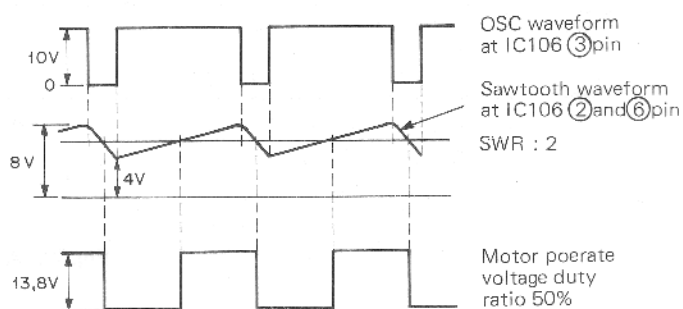 OSC waveform
at IC106 ③pin
10V
0
Sawtooth waveform
at IC106 ②and⑥pin
SWR : 2
8V
4V
Motor poerate
voltage duty
ratio 50%
13,8V